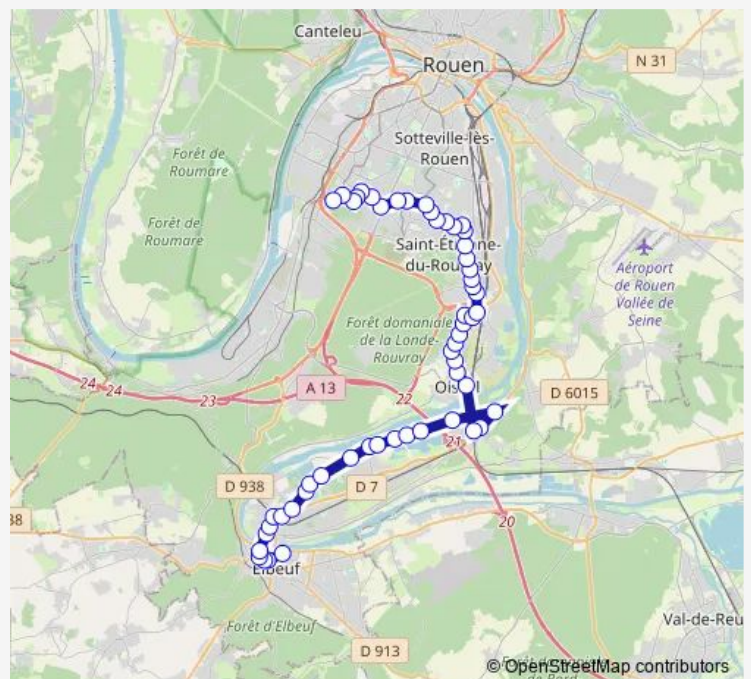 Canteleu
Rouen
N 31
Sotteville-lès-
Rouen
Forêt de
Roumare
Forêt de
Roumare
Saint-Étienne-
du-Rouvray
Aéroport
de Rouen
Vallée de
Seine
Forêt domaniale
de la Londe-
Rouvray
24
24
23
A 13
22
Oissel
D 6015
21
D 938
D 7
38
20
Elbeuf
Forêt d'Elbeuf
Val-de-Reu
D 913
© OpenStreetMap contributors